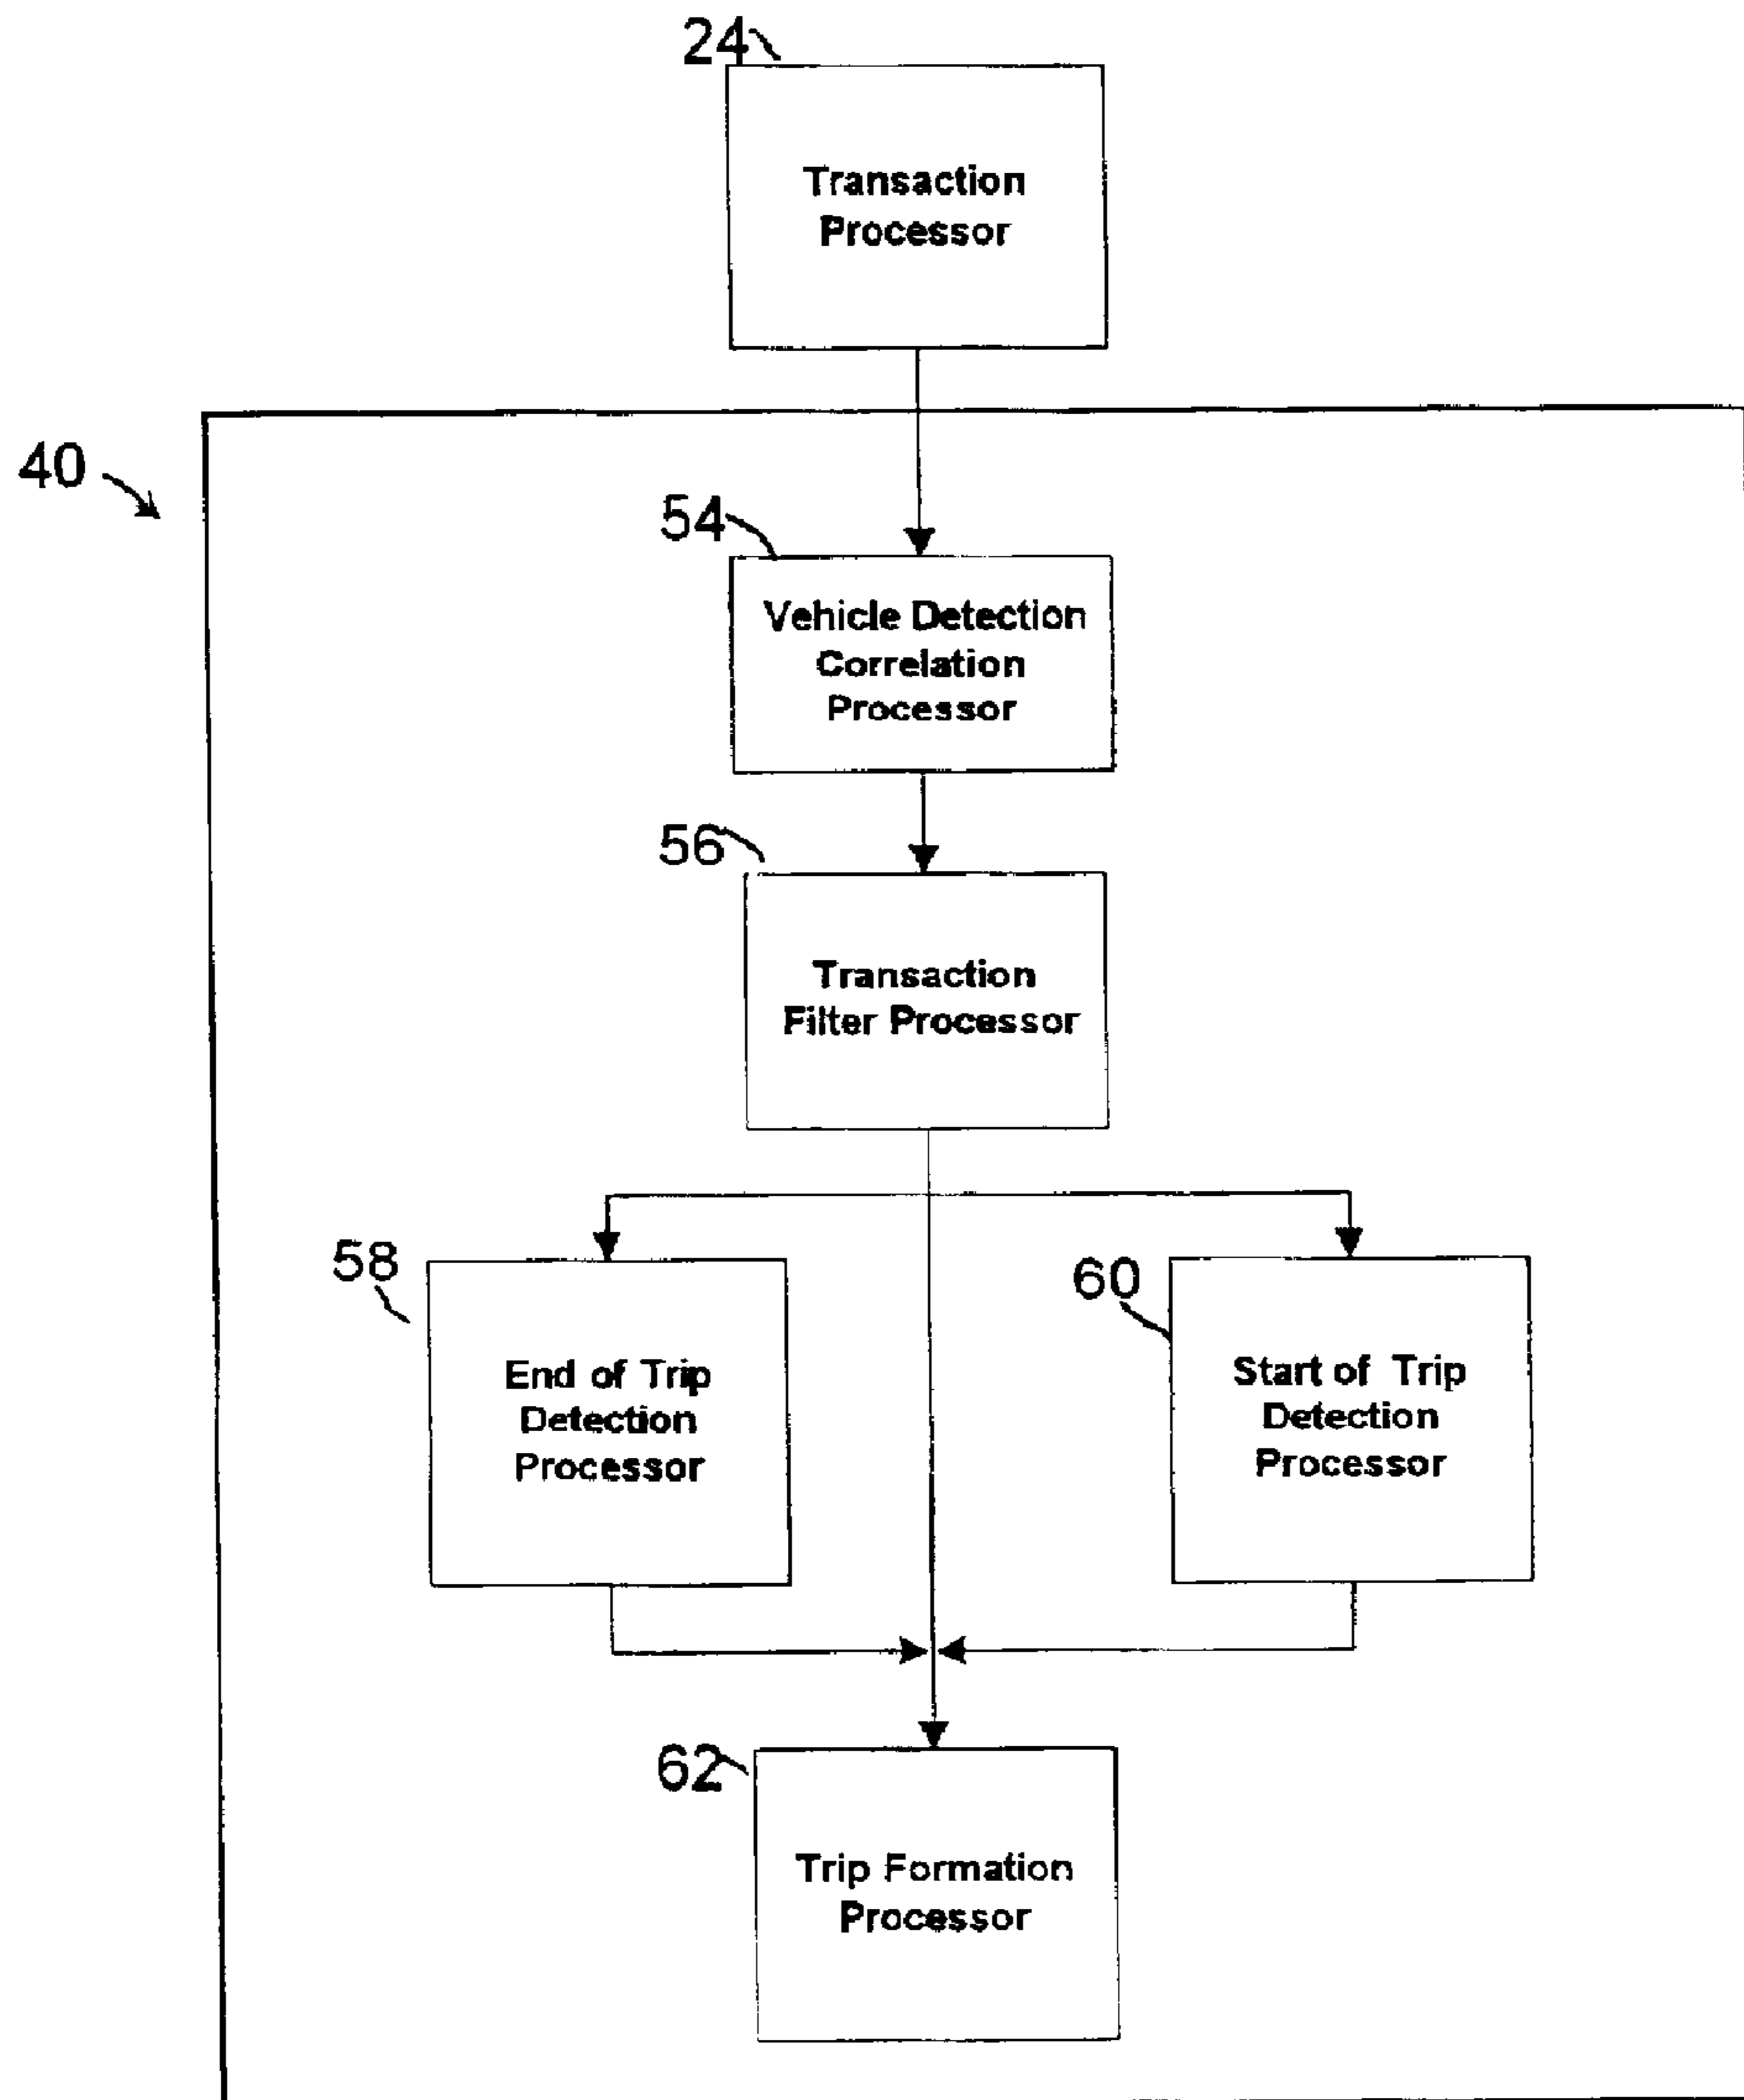 24
Transaction
Processor
40
54
Vehicle Detection
Correlation
Processor
56
Transaction
Filter Processor
58
End of Trip
Detection
Processor
60
Start of Trip
Detection
Processor
62
Trip Formation
Processor